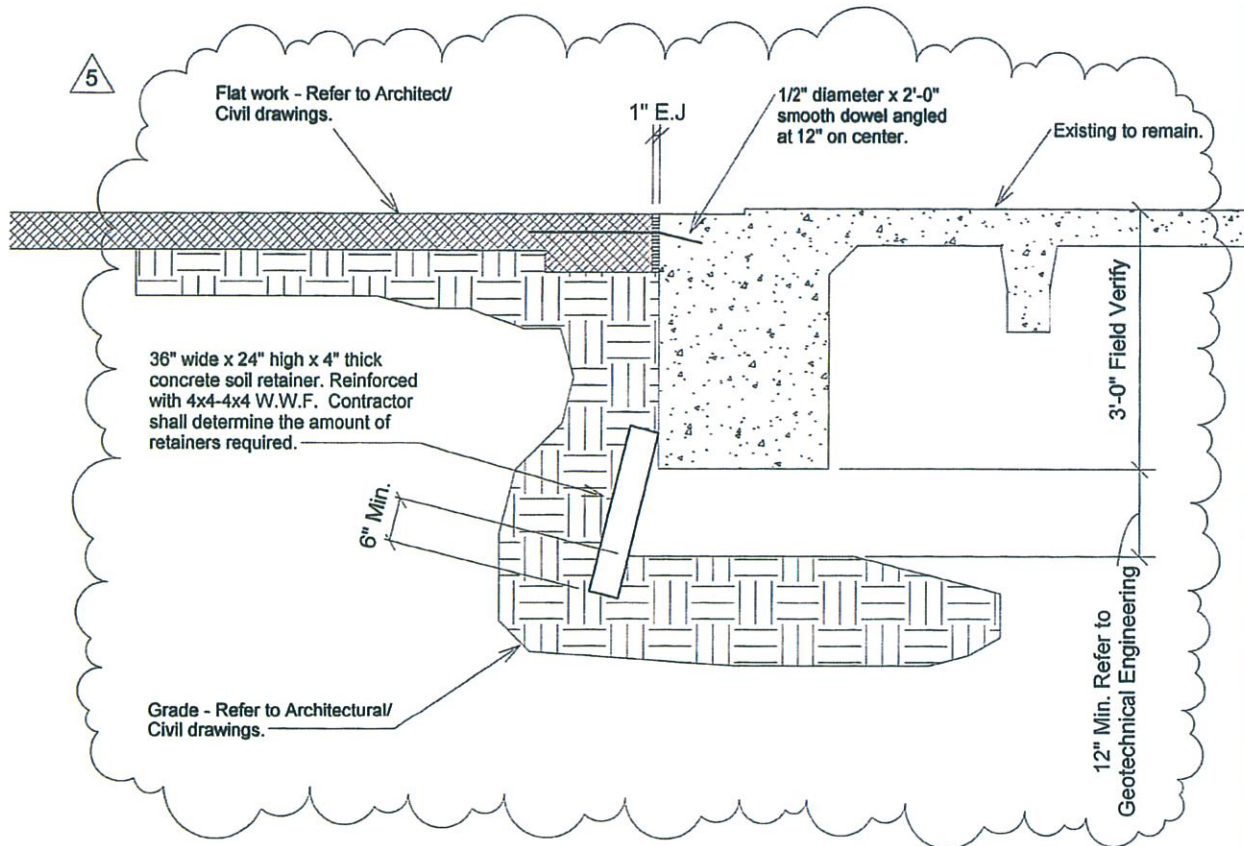 5
Flat work - Refer to Architect/
Civil drawings.
1" E.J
1/2" diameter x 2'-0"
smooth dowel angled
at 12" on center.
Existing to remain.
36" wide x 24" high x 4" thick
concrete soil retainer. Reinforced
with 4x4-4x4 W.W.F. Contractor
shall determine the amount of
retainers required.
6" Min.
3'-0" Field Verify
12" Min. Refer to
Geotechnical Engineering
Grade - Refer to Architectural/
Civil drawings.